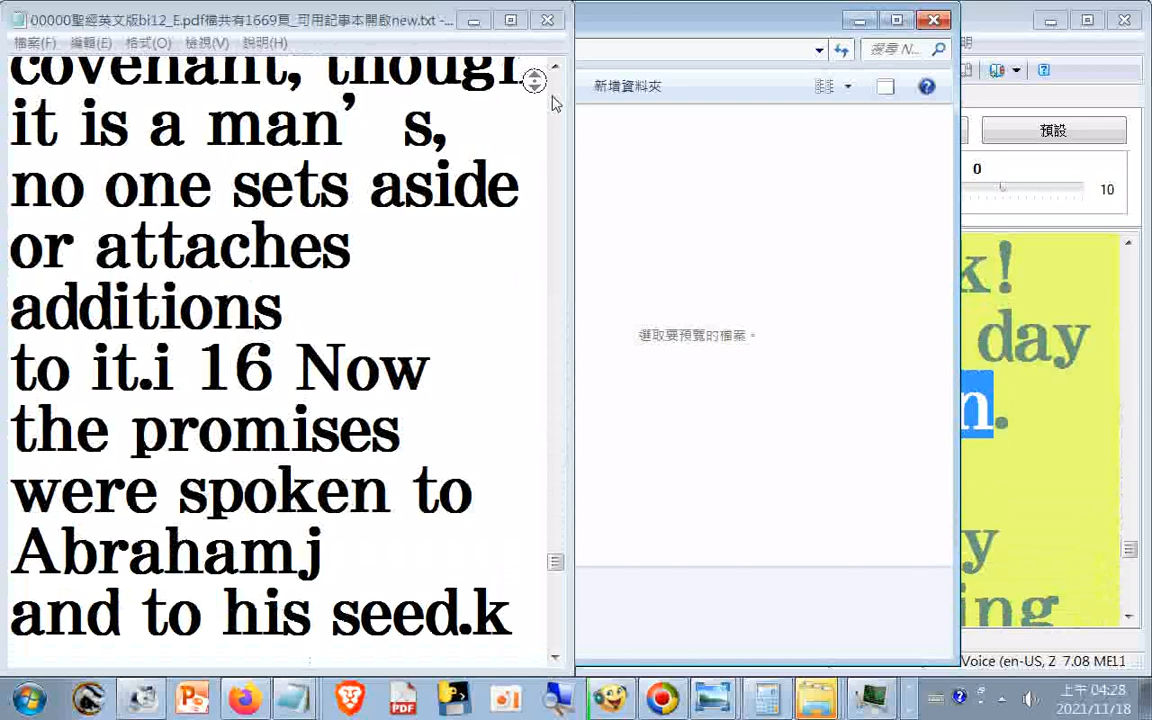 00000聖經英文版bi12_E.pdf檔共有1669頁_可用記事本開啟new.txt -...
檔案(F) 編輯(E) 格式(O) 檢視(V) 說明(H)
covenant, though
it is a man’s,
no one sets aside
or attaches
additions
to it.i 16 Now
the promises
were spoken to
Abrahamj
and to his seed.k
搜尋 N...
新增資料夾
選取要預覽的檔案。
明
預設
0
10
k!
day
n.
y
ing
Voice (en-US, Z 7.08 ME11
上午 04:28
2021/11/18